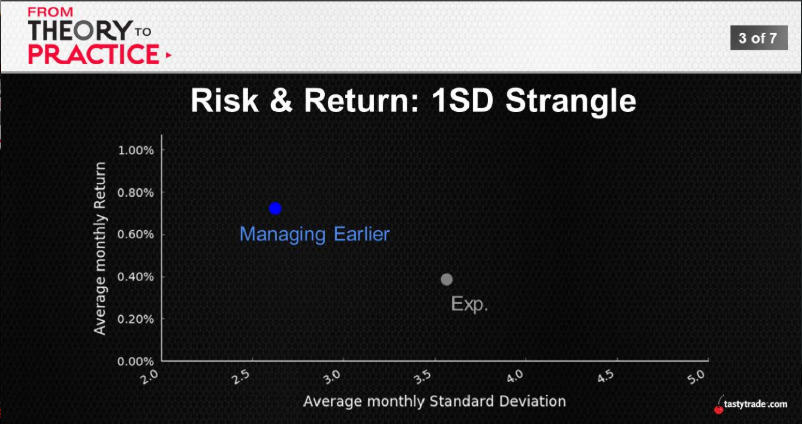 FROM
THEORY TO
PRACTICE
3 of 7
Risk & Return: 1SD Strangle
Average monthly Return
1.00%
0.80%
0.60%
0.40%
0.20%
0.00%
Managing Earlier
Exp.
2.0
2.5
3.0
3.5
4.0
4.5
5.0
Average monthly Standard Deviation
tastytrade.com